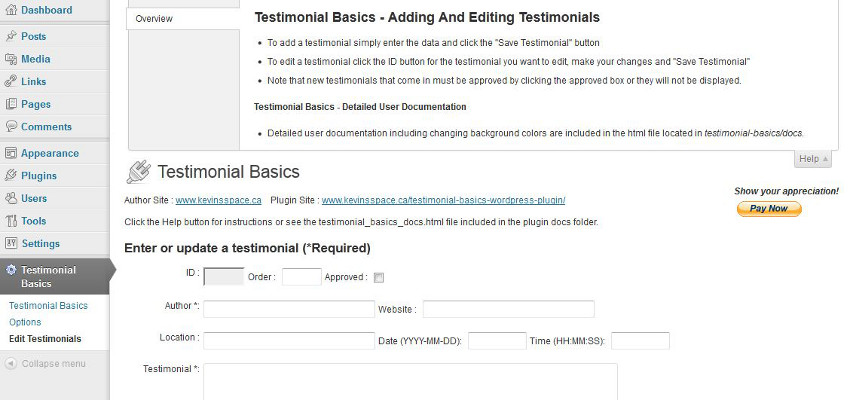 Dashboard
Posts
Media
Links
Pages
Comments
Appearance
Plugins
Users
Tools
Settings
Testimonial
Basics
Testimonial Basics
Options
Edit Testimonials
Collapse menu
Overview
Testimonial Basics - Adding And Editing Testimonials
To add a testimonial simply enter the data and click the "Save Testimonial" button
To edit a testimonial click the ID button for the testimonial you want to edit, make your changes and "Save Testimonial"
Note that new testimonials that come in must be approved by clicking the approved box or they will not be displayed.
Testimonial Basics - Detailed User Documentation
Detailed user documentation including changing background colors are included in the html file located in testimonial-basics/docs.
Help
Testimonial Basics
Author Site : www.kevinsspace.ca Plugin Site : www.kevinsspace.ca/testimonial-basics-wordpress-plugin/
Show your appreciation!
Pay Now
Click the Help button for instructions or see the testimonial_basics_docs.html file included in the plugin docs folder.
Enter or update a testimonial (*Required)
ID : Order : Approved :
Author *: Website :
Location : Date (YYYY-MM-DD): Time (HH:MM:SS):
Testimonial *: